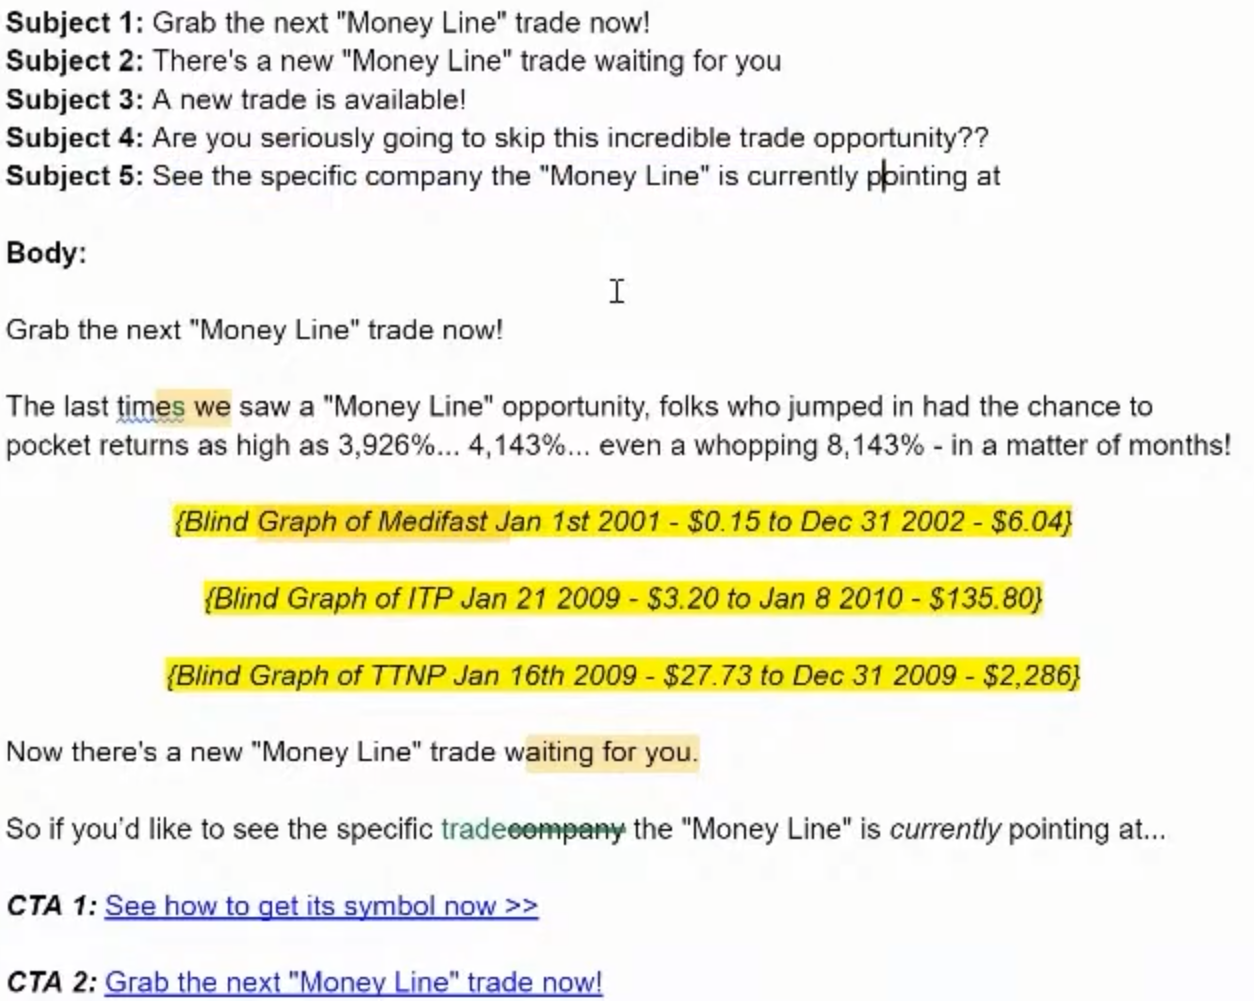 Subject 1: Grab the next "Money Line" trade now!
Subject 2: There's a new "Money Line" trade waiting for you
Subject 3: A new trade is available!
Subject 4: Are you seriously going to skip this incredible trade opportunity??
Subject 5: See the specific company the "Money Line" is currently pointing at
Body:
Grab the next "Money Line" trade now!
The last times we saw a "Money Line" opportunity, folks who jumped in had the chance to
pocket returns as high as 3,926%... 4,143%... even a whopping 8,143% - in a matter of months!
{Blind Graph of Medifast Jan 1st 2001 - $0.15 to Dec 31 2002 - $6.04}
{Blind Graph of ITP Jan 21 2009 - $3.20 to Jan 8 2010 - $135.80}
{Blind Graph of TTNP Jan 16th 2009 - $27.73 to Dec 31 2009 - $2,286}
Now there's a new "Money Line" trade waiting for you.
So if you'd like to see the specific tradecompany the "Money Line" is currently pointing at...
CTA 1: See how to get its symbol now >>
CTA 2: Grab the next "Money Line" trade now!